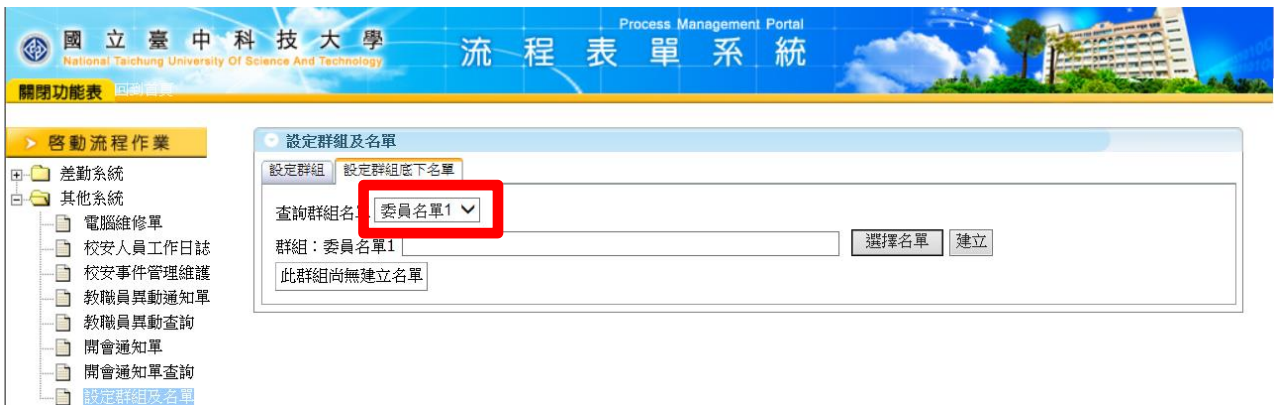 Process Management Portal
國立臺中科技大學
National Taichung University Of Science And Technology
流程表單系統
關閉功能表 回到首頁
啓動流程作業
設定群組及名單
設定群組 設定群組底下名單
差勤系統
其他系統
查詢群組名 委員名單1
電腦維修單
群組：委員名單1 選擇名單 建立
校安人員工作日誌
此群組尚無建立名單
校安事件管理維護
教職員異動通知單
教職員異動查詢
開會通知單
開會通知單查詢
設定群組及名單